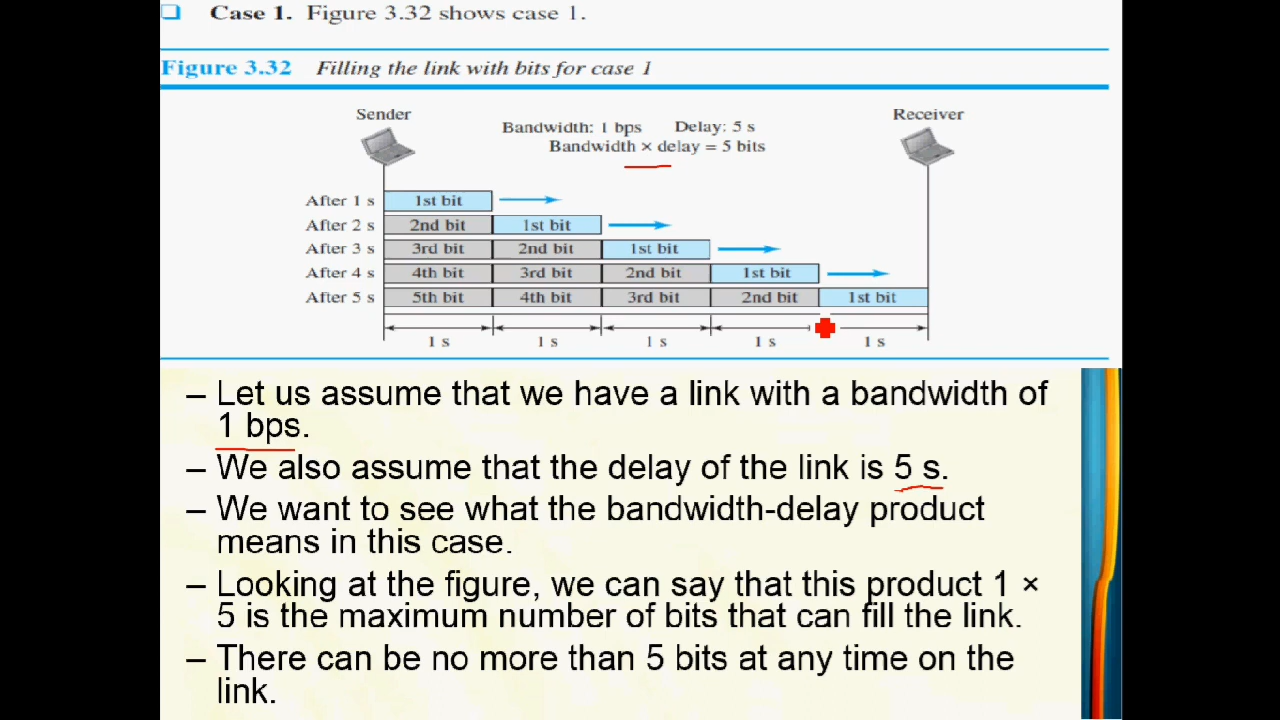 ❑ Case 1. Figure 3.32 shows case 1.
Figure 3.32 Filling the link with bits for case 1
Sender
Receiver
Bandwidth: 1 bps Delay: 5 s
Bandwidth × delay = 5 bits
After 1 s 1st bit
After 2 s 2nd bit 1st bit
After 3 s 3rd bit 2nd bit 1st bit
After 4 s 4th bit 3rd bit 2nd bit 1st bit
After 5 s 5th bit 4th bit 3rd bit 2nd bit 1st bit
1 s 1 s 1 s 1 s 1 s
– Let us assume that we have a link with a bandwidth of
1 bps.
– We also assume that the delay of the link is 5 s.
– We want to see what the bandwidth-delay product
means in this case.
– Looking at the figure, we can say that this product 1 ×
5 is the maximum number of bits that can fill the link.
– There can be no more than 5 bits at any time on the
link.